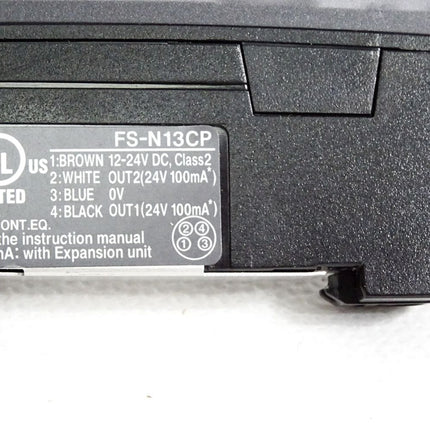 FS-N13CP
UL US 1:BROWN 12-24V DC, Class2
2:WHITE OUT2(24V 100mA*)
3:BLUE 0V
4:BLACK OUT1(24V 100mA*)
ONT.EQ.
the instruction manual
mA: with Expansion unit
② ④
① ③